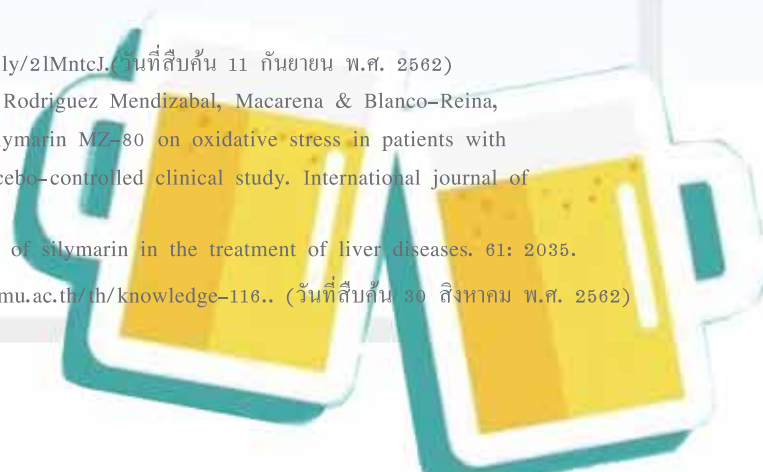 ly/2lMntcJ.(วันที่สืบค้น 11 กันยายน พ.ศ. 2562)
Rodriguez Mendizabal, Macarena & Blanco-Reina,
lymarin MZ-80 on oxidative stress in patients with
cebo-controlled clinical study. International journal of
of silymarin in the treatment of liver diseases. 61: 2035.
mu.ac.th/th/knowledge-116.. (วันที่สืบค้น 30 สิงหาคม พ.ศ. 2562)